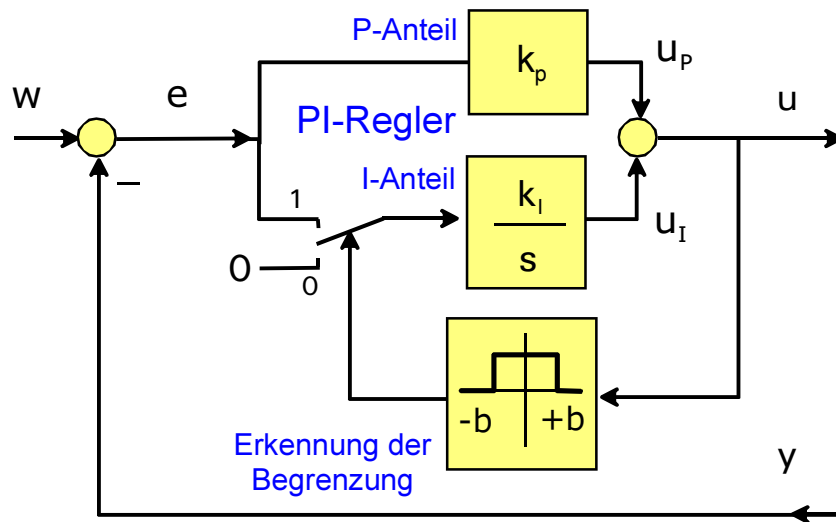 P-Anteil
k_p
u_P
w
e
PI-Regler
u
–
I-Anteil
1
k_I
s
u_I
0
0
-b
+b
Erkennung der
Begrenzung
y